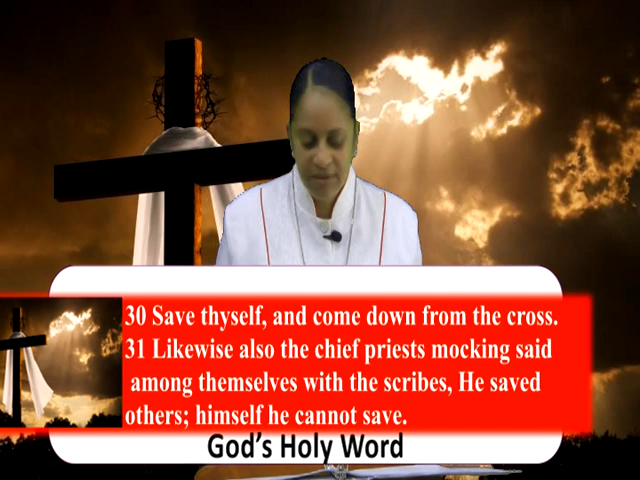 30 Save thyself, and come down from the cross.
31 Likewise also the chief priests mocking said
among themselves with the scribes, He saved
others; himself he cannot save.
God's Holy Word